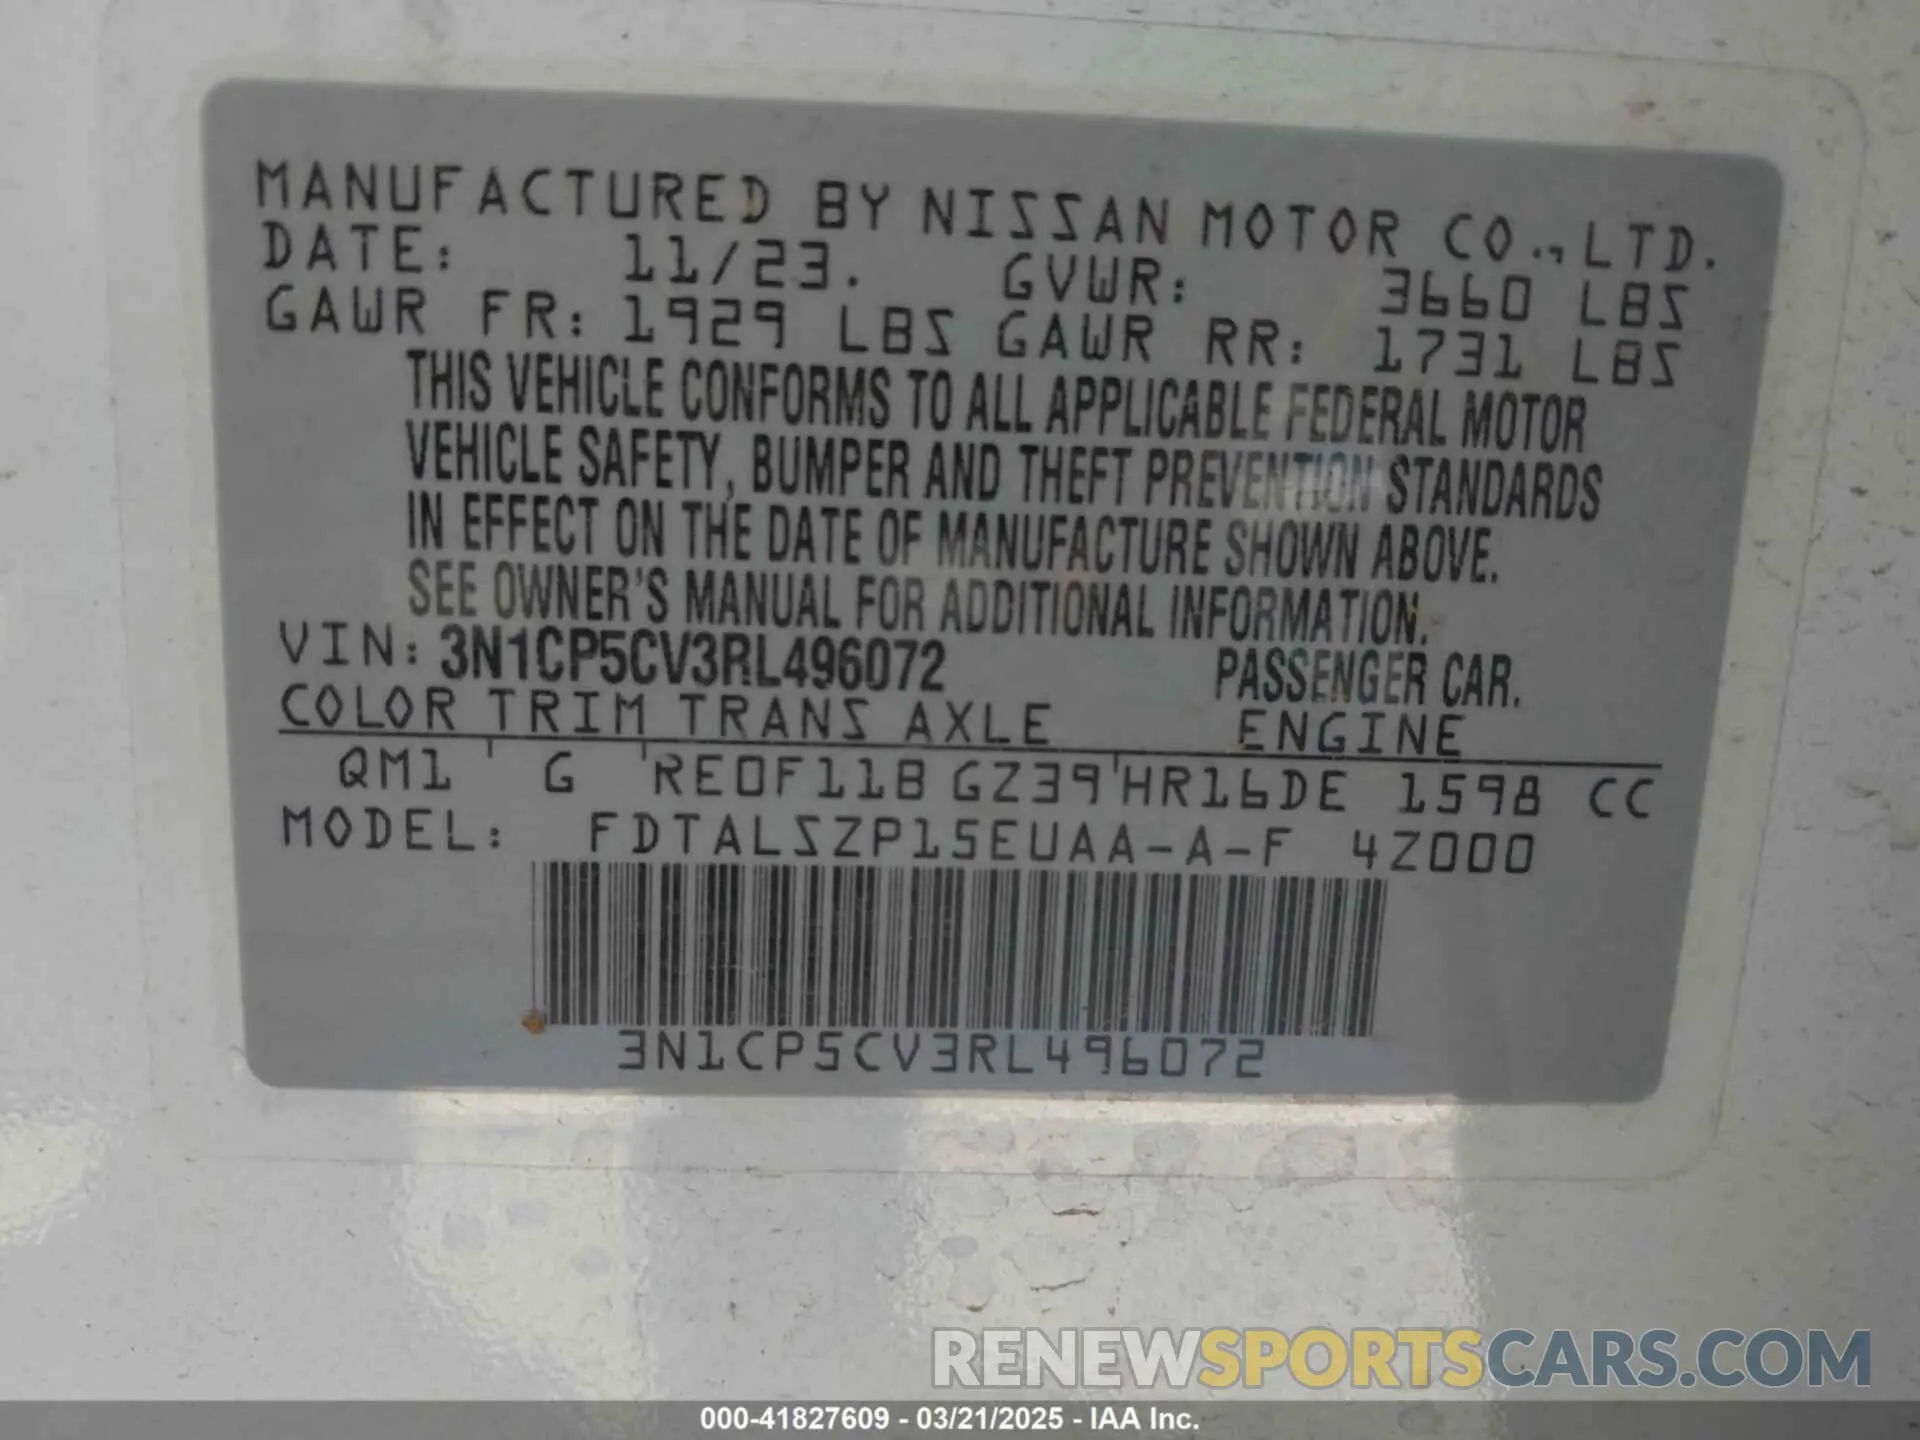 MANUFACTURED BY NISSAN MOTOR CO., LTD.
DATE: 11/23. GVWR: 3660 LBS
GAWR FR: 1929 LBS GAWR RR: 1731 LBS
THIS VEHICLE CONFORMS TO ALL APPLICABLE FEDERAL MOTOR
VEHICLE SAFETY, BUMPER AND THEFT PREVENTION STANDARDS
IN EFFECT ON THE DATE OF MANUFACTURE SHOWN ABOVE.
SEE OWNER'S MANUAL FOR ADDITIONAL INFORMATION.
VIN: 3N1CP5CV3RL496072 PASSENGER CAR.
COLOR TRIM TRANS AXLE ENGINE
QM1 ' G 'RE0F11B GZ39'HR16DE 1598 CC
MODEL: FDTALSZP15EUAA-A-F 4Z000
3N1CP5CV3RL496072
RENEWSPORTSCARS.COM
000-41827609 - 03/21/2025 - IAA Inc.